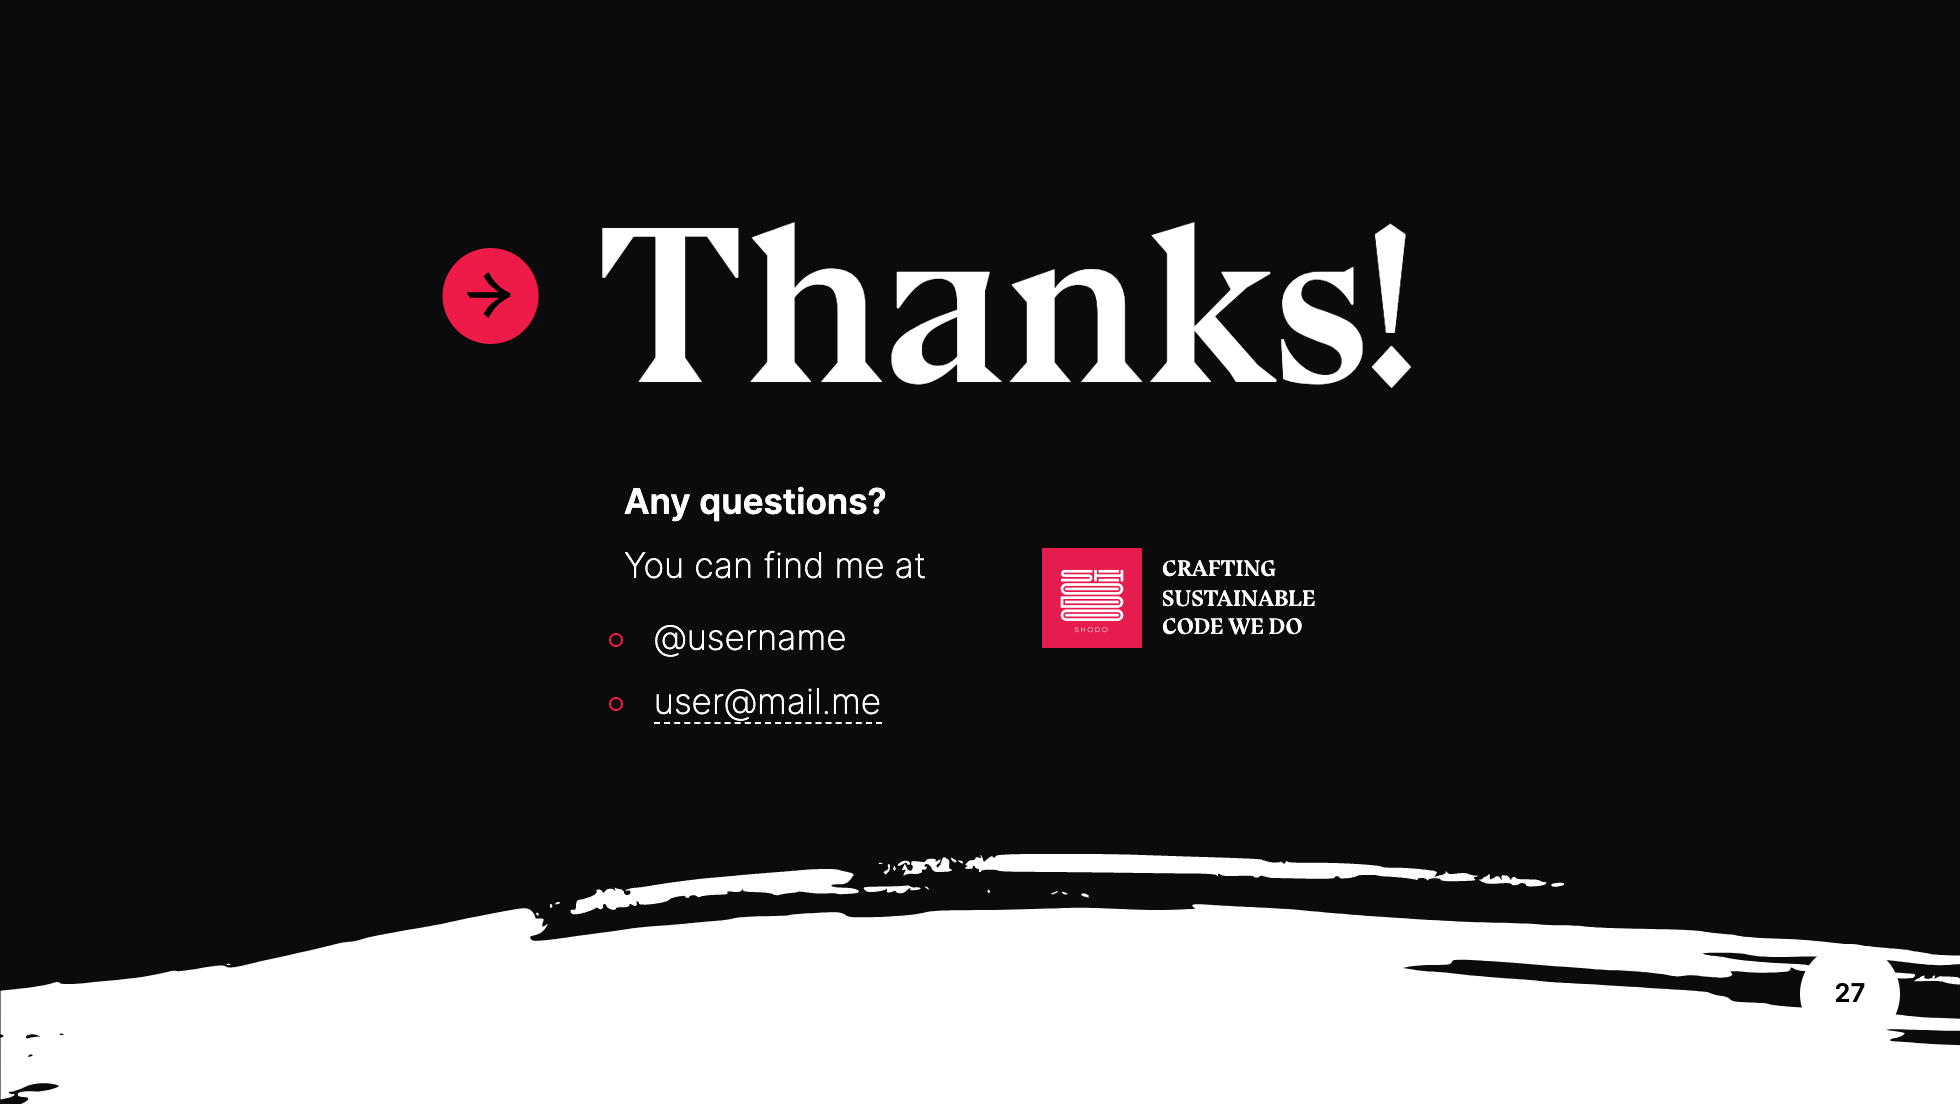 Thanks!
Any questions?
You can find me at
@username
user@mail.me
SHODO
SHODO
CRAFTING
SUSTAINABLE
CODE WE DO
27